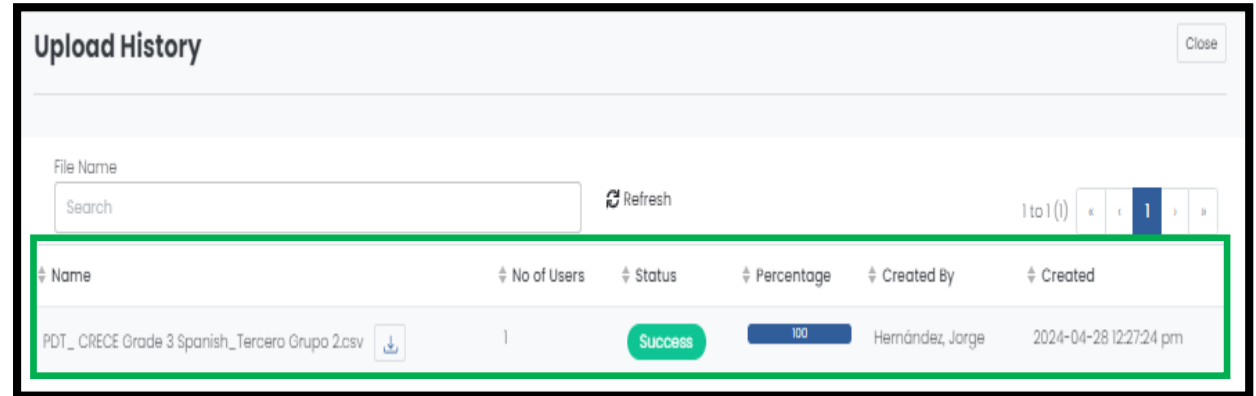 Upload History
Close
File Name
Search
Refresh
1 to 1 (1) « ‹ 1 › »
Name No of Users Status Percentage Created By Created
PDT_ CRECE Grade 3 Spanish_Tercero Grupo 2.csv 1 Success 100 Hernández, Jorge 2024-04-28 12:27:24 pm